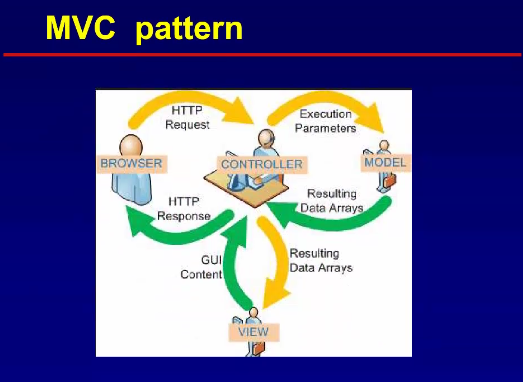 MVC pattern
HTTP
Request
Execution
Parameters
BROWSER
CONTROLLER
MODEL
HTTP
Response
Resulting
Data Arrays
GUI
Content
Resulting
Data Arrays
VIEW